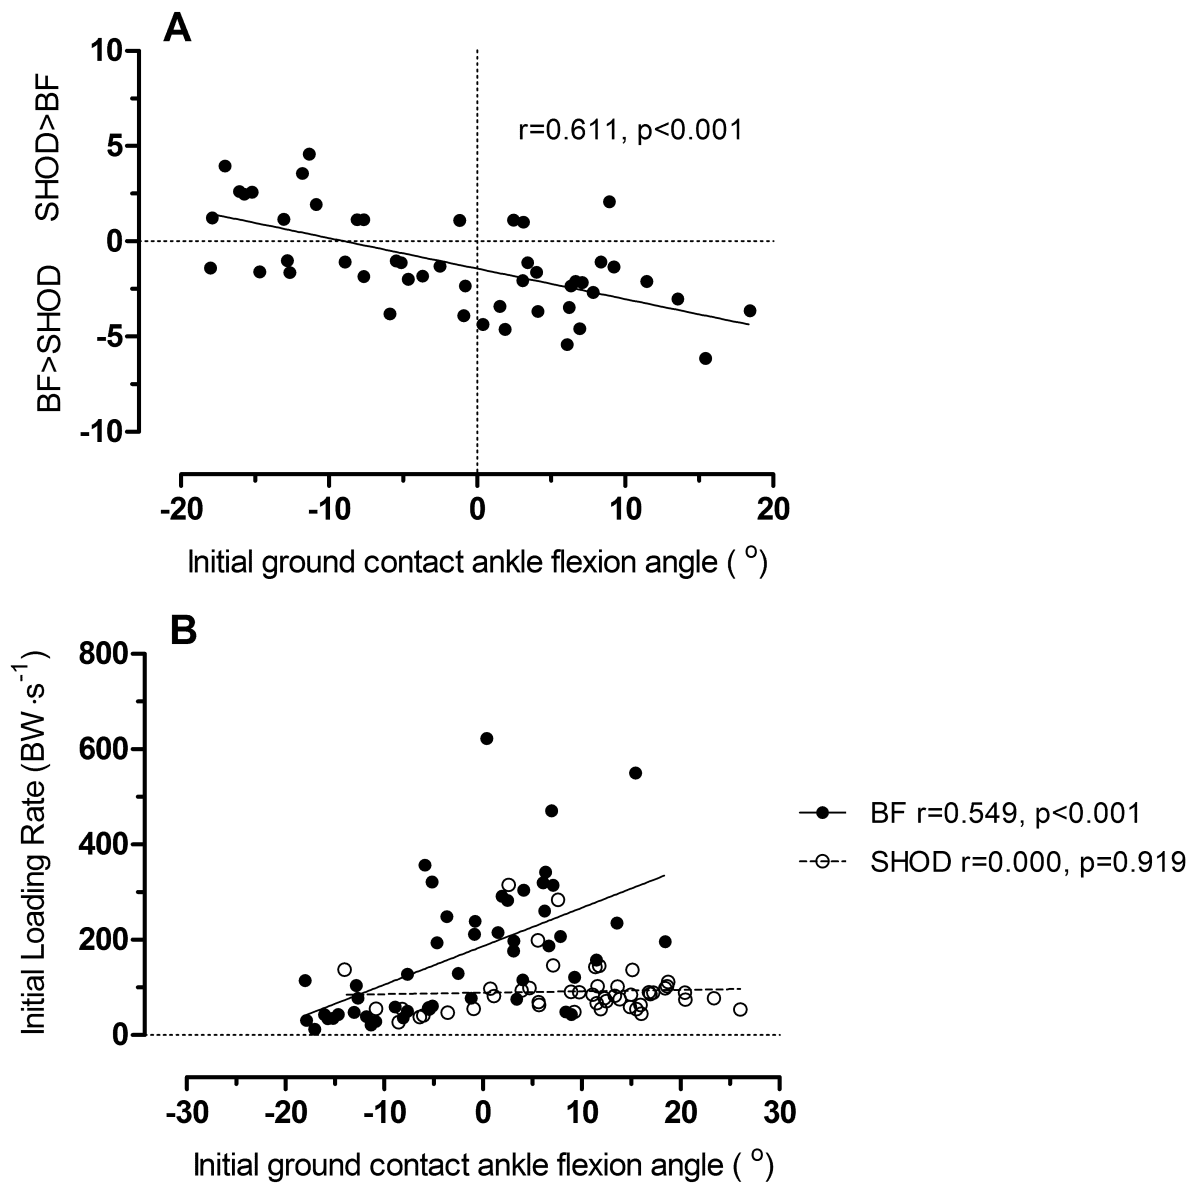 A
10
5
0
-5
-10
SHOD>BF
BF>SHOD
r=0.611, p<0.001
-20 -10 0 10 20
Initial ground contact ankle flexion angle ( o)
B
800
600
400
200
0
Initial Loading Rate (BW·s-1)
BF r=0.549, p<0.001
SHOD r=0.000, p=0.919
-30 -20 -10 0 10 20 30
Initial ground contact ankle flexion angle ( o)